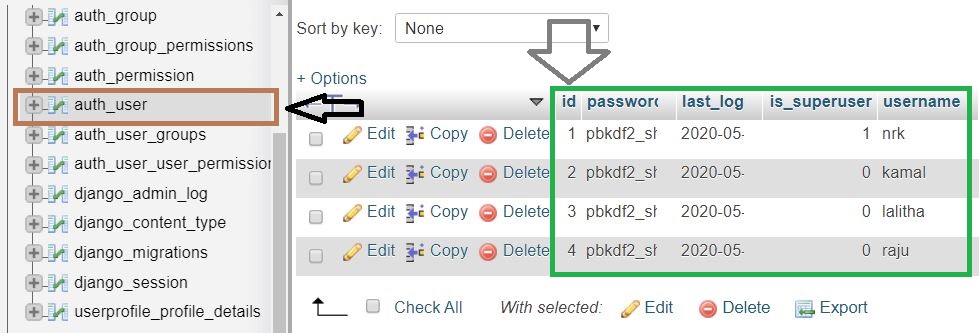 auth_group
auth_group_permissions
auth_permission
auth_user
auth_user_groups
auth_user_user_permission
django_admin_log
django_content_type
django_migrations
django_session
userprofile_profile_details
Sort by key: None
+ Options
id password last_log is_superuser username
Edit Copy Delete 1 pbkdf2_sh 2020-05- 1 nrk
Edit Copy Delete 2 pbkdf2_sh 2020-05- 0 kamal
Edit Copy Delete 3 pbkdf2_sh 2020-05- 0 lalitha
Edit Copy Delete 4 pbkdf2_sh 2020-05- 0 raju
Check All With selected: Edit Delete Export